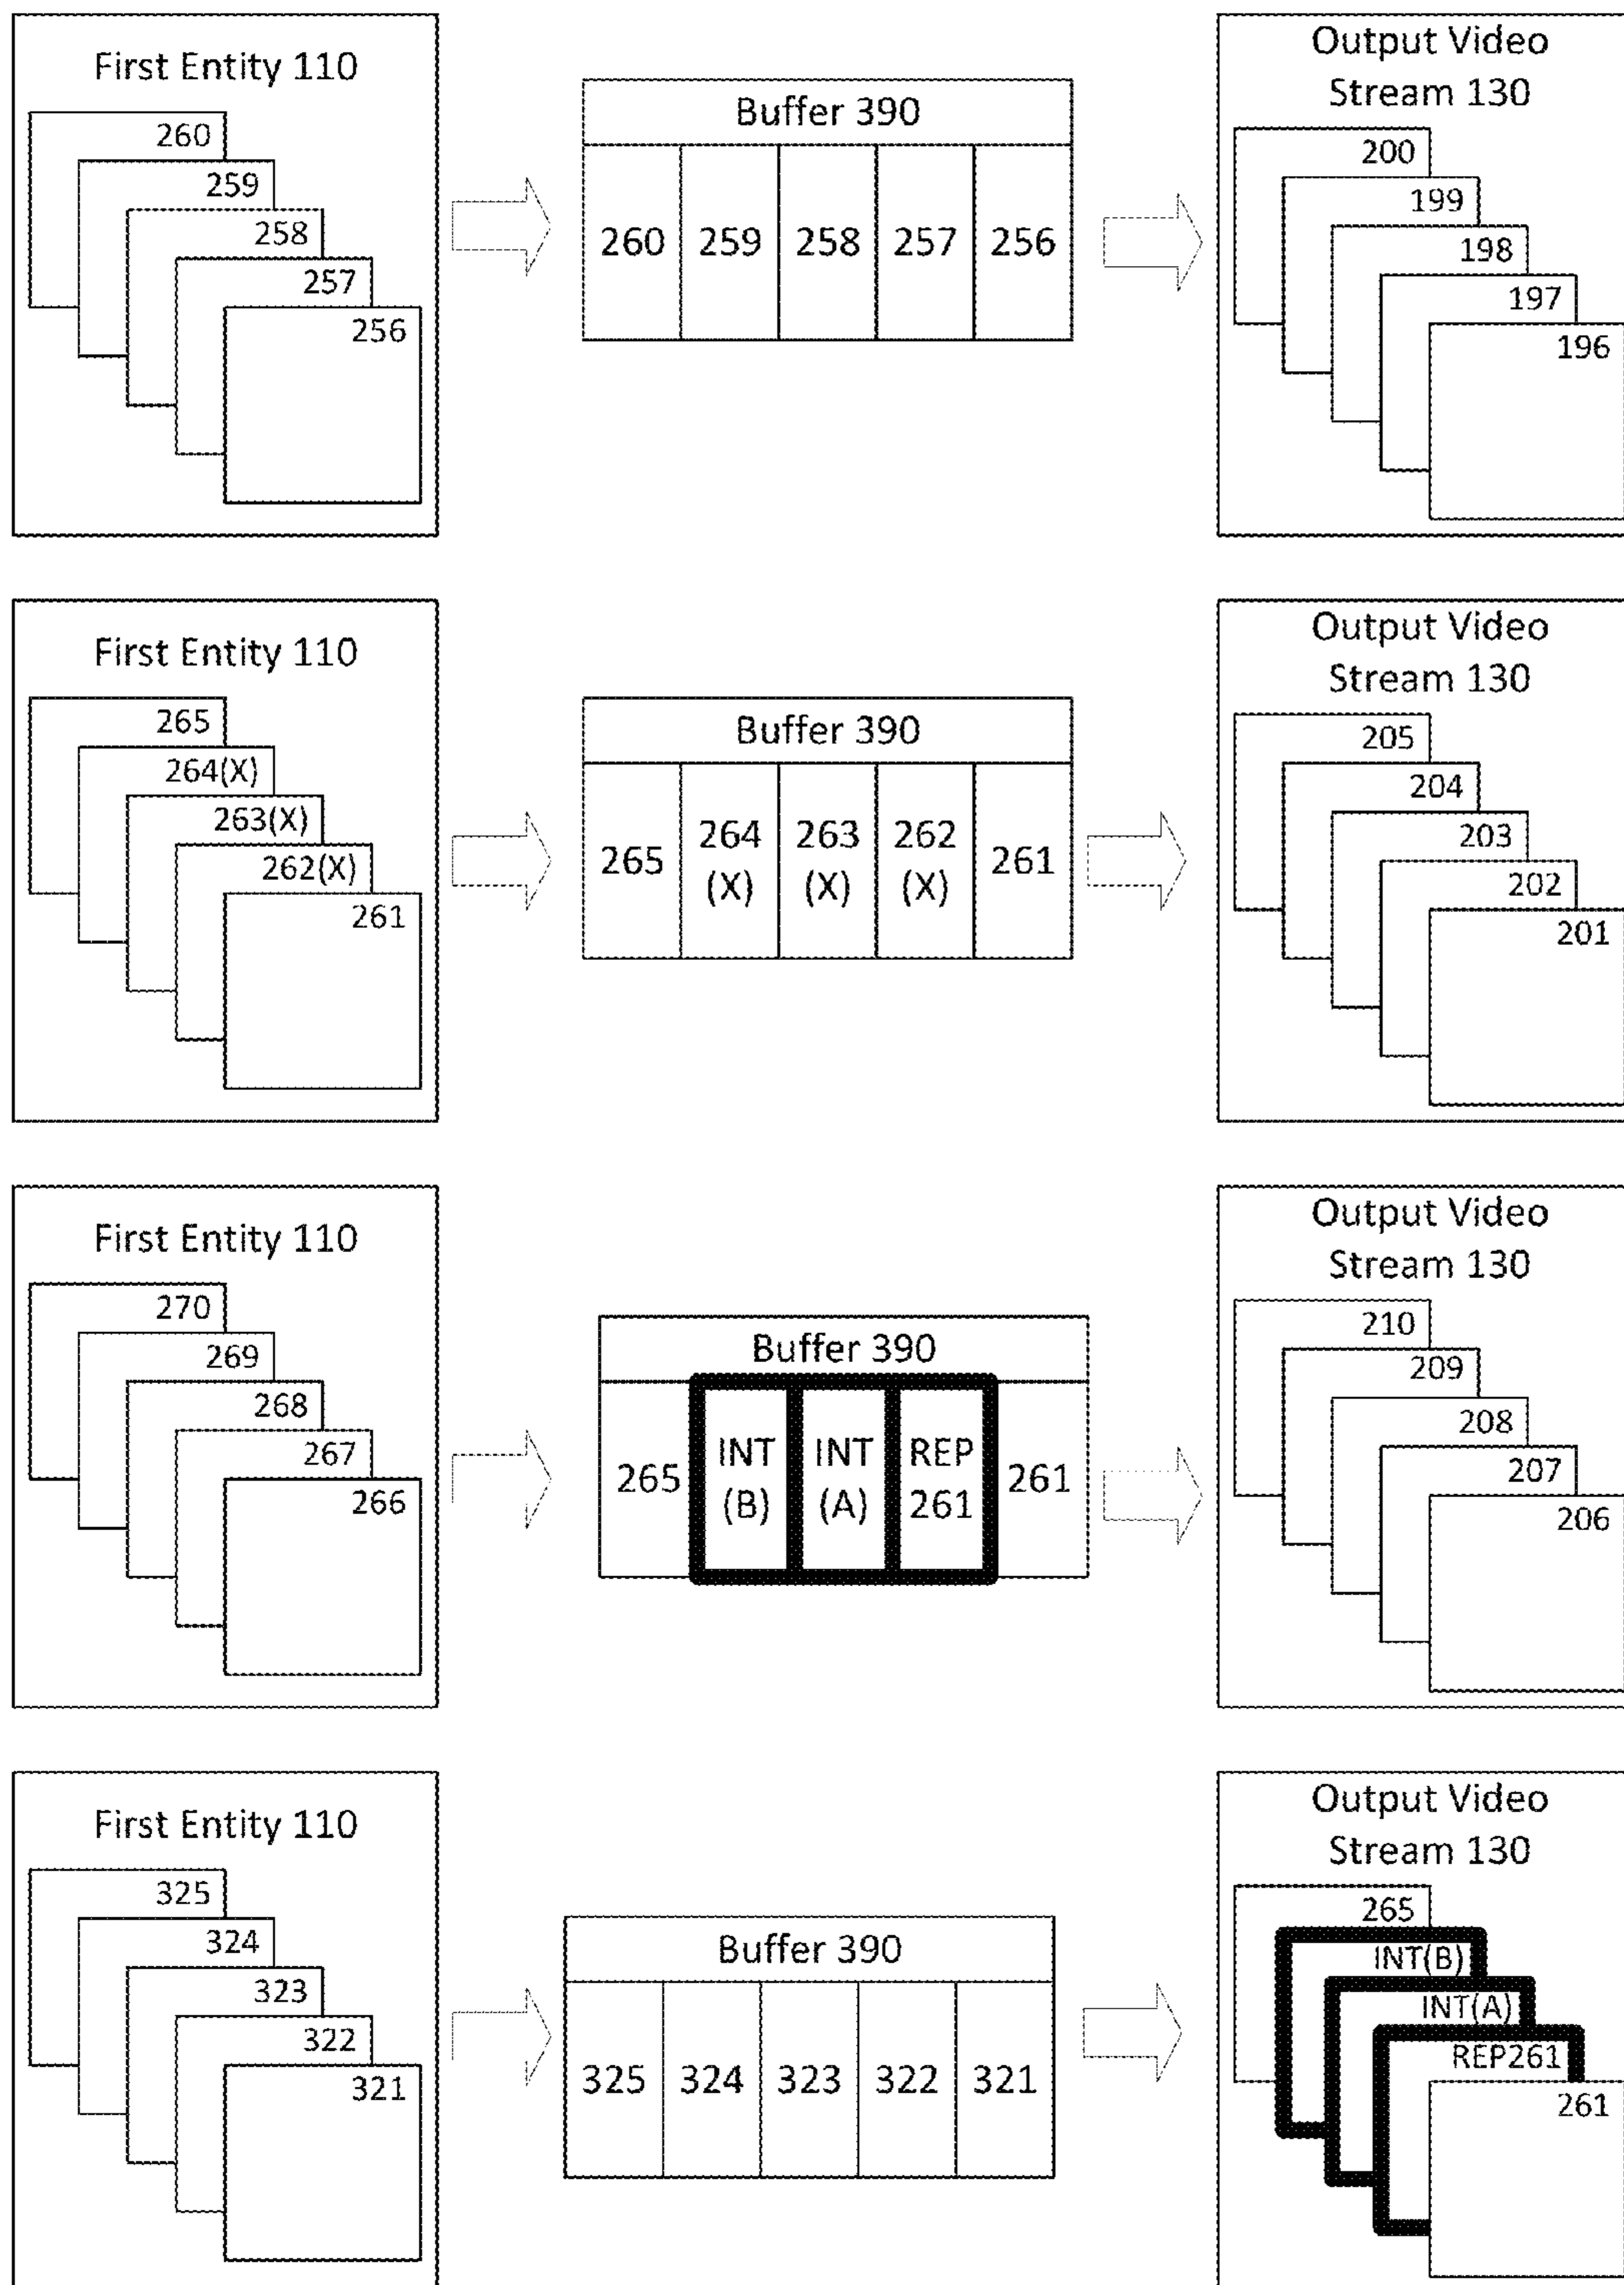 First Entity 110
260
259
258
257
256
Buffer 390
260 259 258 257 256
Output Video
Stream 130
200
199
198
197
196
First Entity 110
265
264(X)
263(X)
262(X)
261
Buffer 390
265 264 263 262 261
(X) (X) (X)
Output Video
Stream 130
205
204
203
202
201
First Entity 110
270
269
268
267
266
Buffer 390
265 INT INT REP 261
(B) (A) 261
Output Video
Stream 130
210
209
208
207
206
First Entity 110
325
324
323
322
321
Buffer 390
325 324 323 322 321
Output Video
Stream 130
265
INT(B)
INT(A)
REP261
261